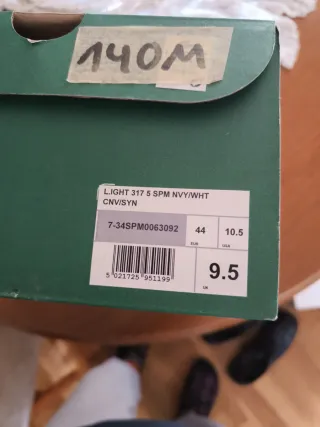 140M
L.IGHT 317 5 SPM NVY/WHT
CNV/SYN
7-34SPM0063092
44
EUR
10.5
USA
9.5
UK
5 021725 951199